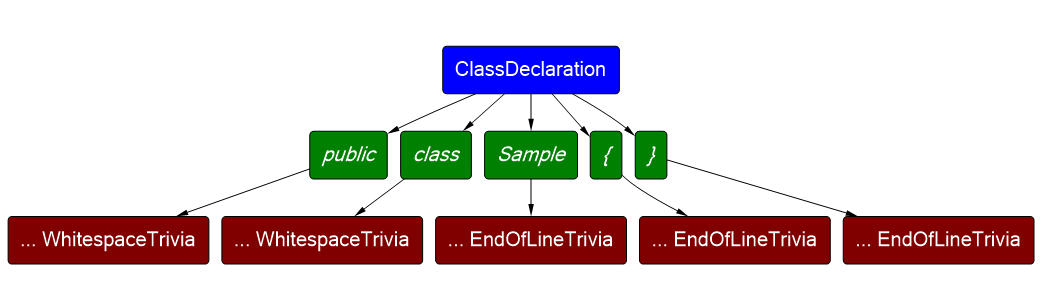 ClassDeclaration
public class Sample { }
... WhitespaceTrivia ... WhitespaceTrivia ... EndOfLineTrivia ... EndOfLineTrivia ... EndOfLineTrivia